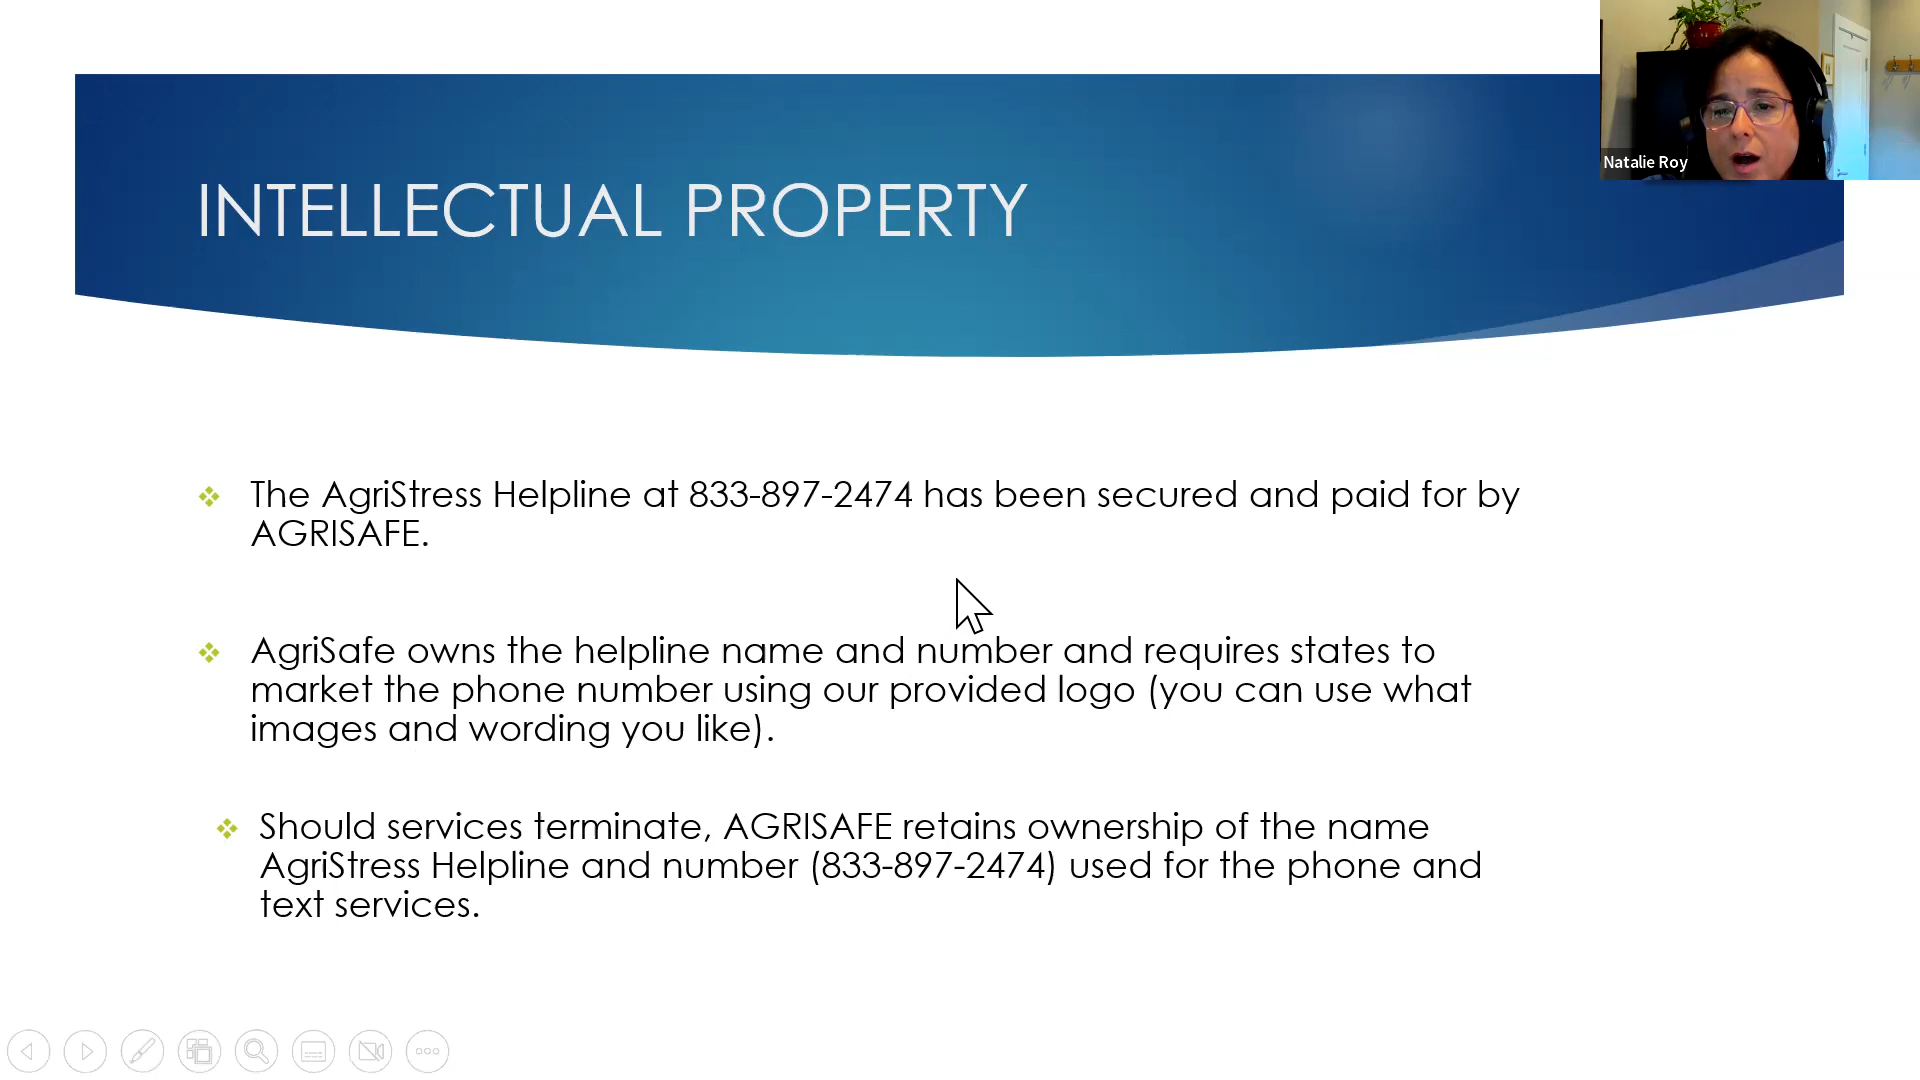 Natalie Roy
INTELLECTUAL PROPERTY
The AgriStress Helpline at 833-897-2474 has been secured and paid for by
AGRISAFE.
AgriSafe owns the helpline name and number and requires states to
market the phone number using our provided logo (you can use what
images and wording you like).
Should services terminate, AGRISAFE retains ownership of the name
AgriStress Helpline and number (833-897-2474) used for the phone and
text services.